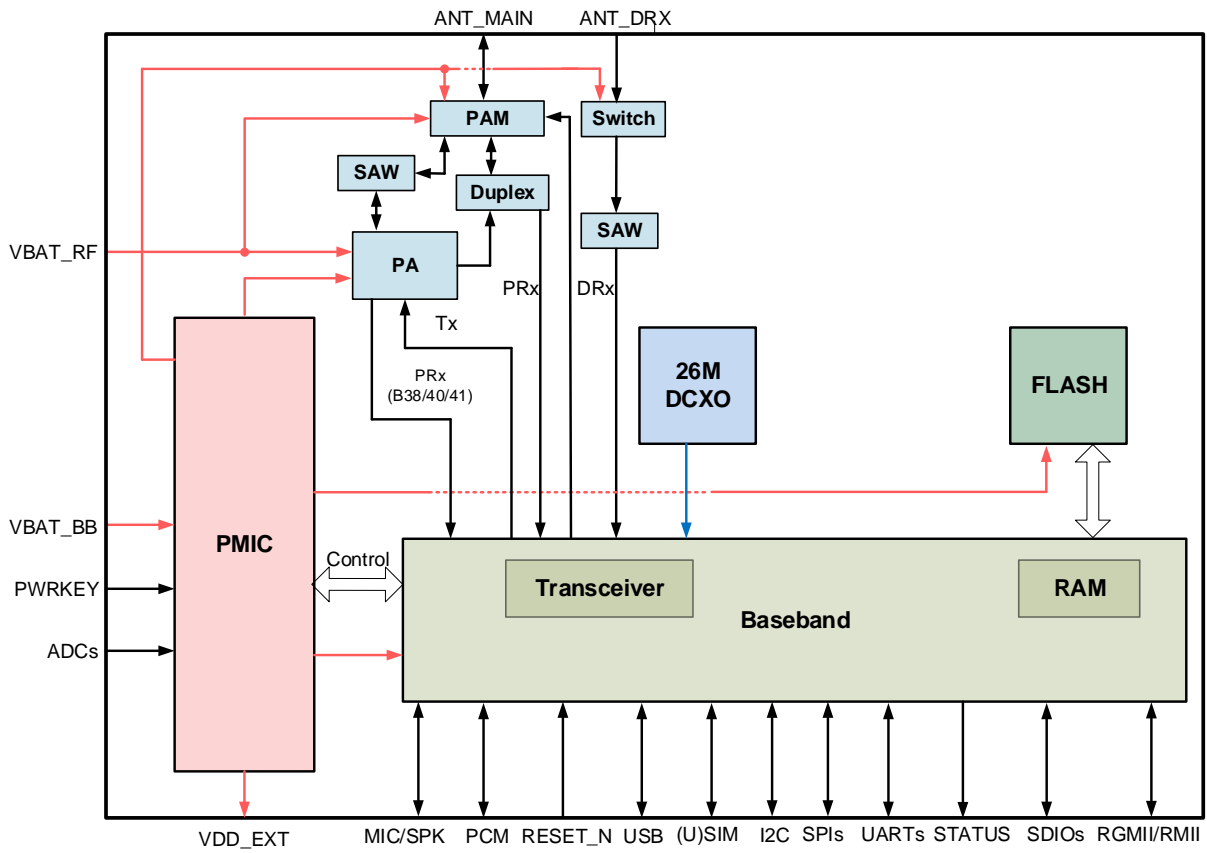 ANT_MAIN
ANT_DRX
PAM
Switch
SAW
Duplex
SAW
VBAT_RF
PA
PRx
DRx
Tx
26M
DCXO
FLASH
PRx
(B38/40/41)
VBAT_BB
PMIC
Control
PWRKEY
Transceiver
RAM
Baseband
ADCs
VDD_EXT
MIC/SPK
PCM
RESET_N
USB
(U)SIM
I2C
SPIs
UARTs
STATUS
SDIOs
RGMII/RMII